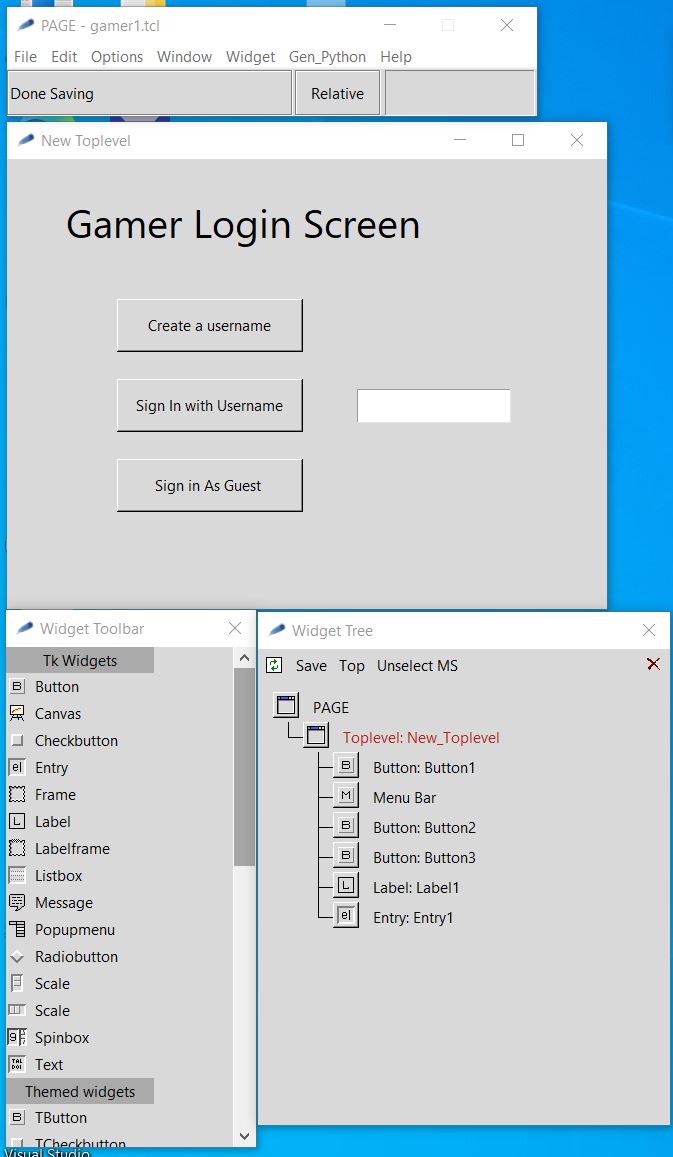 PAGE - gamer1.tcl
File Edit Options Window Widget Gen_Python Help
Done Saving Relative
New Toplevel
Gamer Login Screen
Create a username
Sign In with Username
Sign in As Guest
Widget Toolbar
Tk Widgets
B Button
Canvas
Checkbutton
el Entry
Frame
L Label
Labelframe
Listbox
Message
Popupmenu
Radiobutton
Scale
Scale
Spinbox
Text
Themed widgets
B TButton
TCheckbutton
Widget Tree
Save Top Unselect MS
PAGE
Toplevel: New_Toplevel
B Button: Button1
M Menu Bar
B Button: Button2
B Button: Button3
L Label: Label1
el Entry: Entry1
Visual Studio